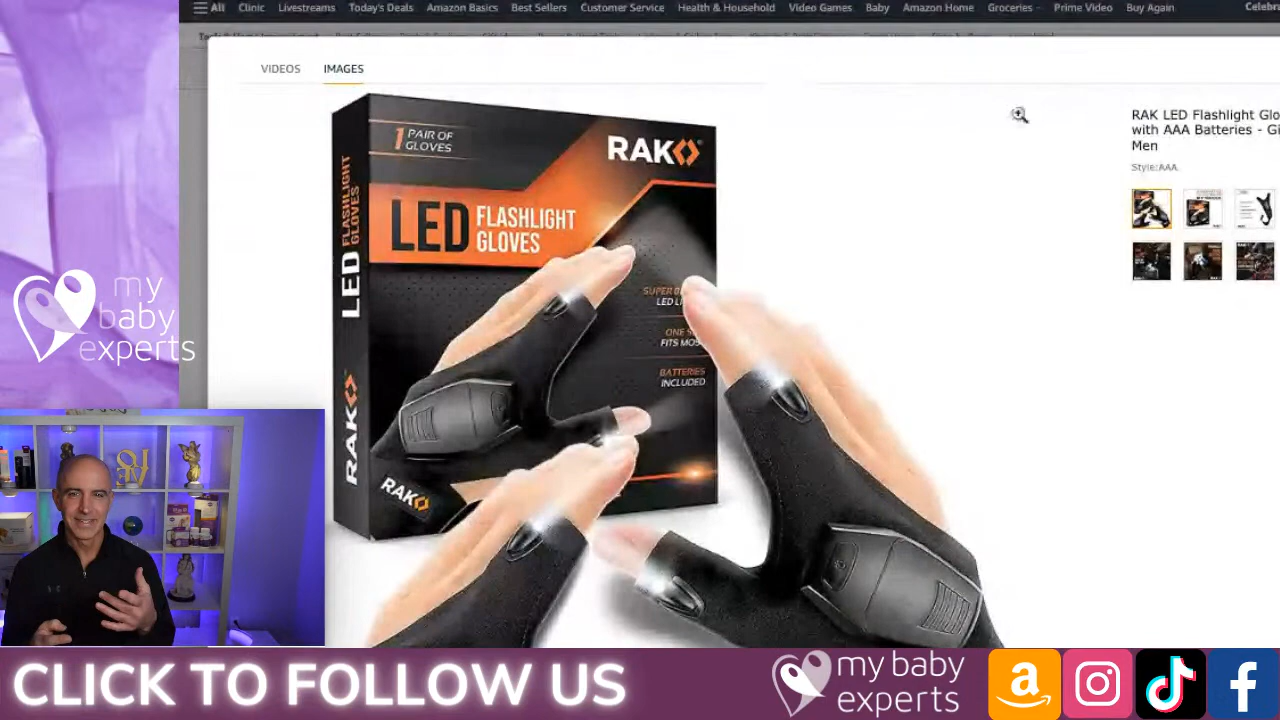 All Clinic Livestreams Today's Deals Amazon Basics Best Sellers Customer Service Health & Household Video Games Baby Amazon Home Groceries Prime Video Buy Again
VIDEOS IMAGES
RAK LED Flashlight Glo
with AAA Batteries - G
Men
Style:AAA
1 PAIR OF
GLOVES
RAK
LED FLASHLIGHT
GLOVES
LED FLASHLIGHT
GLOVES
SUPER B
LED LI
ONE S
FITS MOS
BATTERIES
INCLUDED
RAK
RAK
my
baby
experts
LOVE
CLICK TO FOLLOW US
my baby
experts
a
f